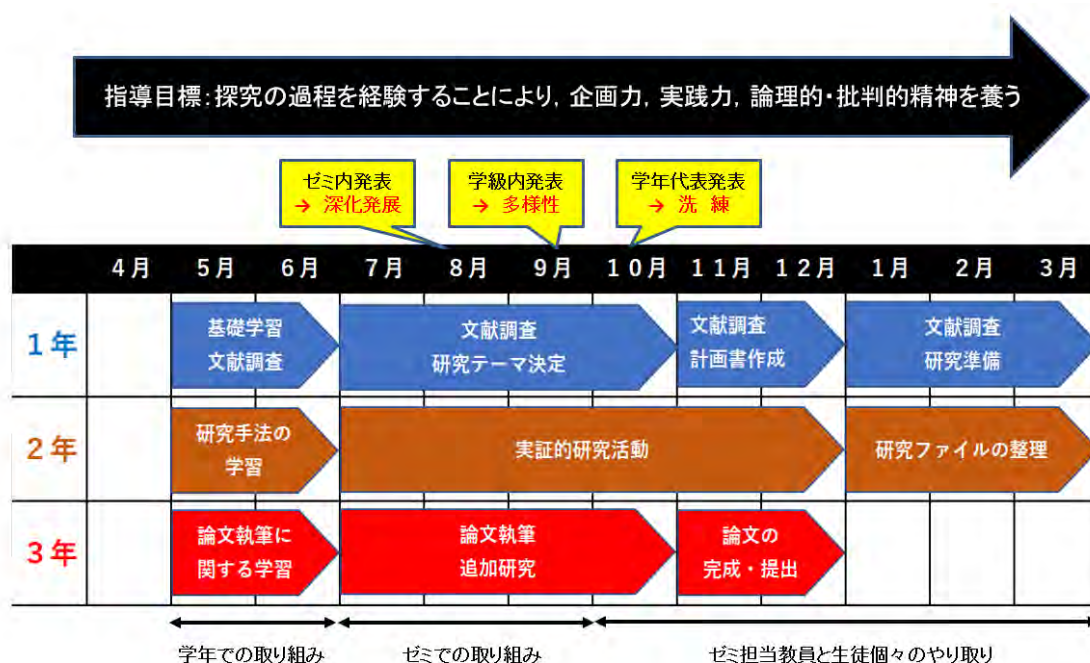 指導目標:探究の過程を経験することにより，企画力，実践力，論理的・批判的精神を養う
ゼミ内発表
→ 深化発展
学級内発表
→ 多様性
学年代表発表
→ 洗 練
4月 5月 6月 7月 8月 9月 10月 11月 12月 1月 2月 3月
1年
基礎学習
文献調査
文献調査
研究テーマ決定
文献調査
計画書作成
文献調査
研究準備
2年
研究手法の
学習
実証的研究活動
研究ファイルの整理
3年
論文執筆に
関する学習
論文執筆
追加研究
論文の
完成・提出
学年での取り組み
ゼミでの取り組み
ゼミ担当教員と生徒個々のやり取り